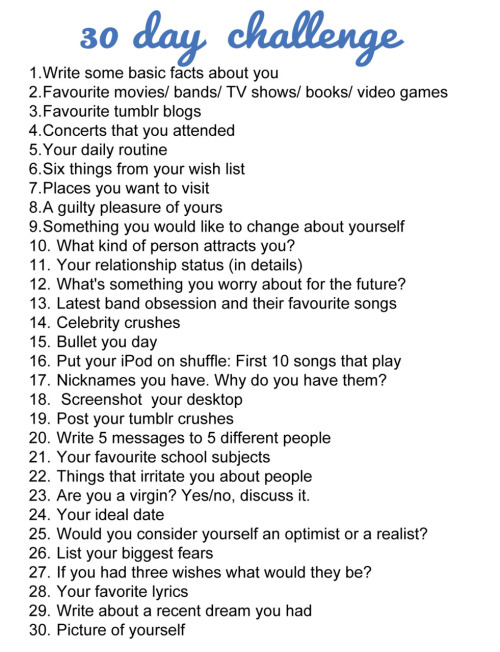 30 day challenge
1.Write some basic facts about you
2.Favourite movies/ bands/ TV shows/ books/ video games
3.Favourite tumblr blogs
4.Concerts that you attended
5.Your daily routine
6.Six things from your wish list
7.Places you want to visit
8.A guilty pleasure of yours
9.Something you would like to change about yourself
10. What kind of person attracts you?
11. Your relationship status (in details)
12. What's something you worry about for the future?
13. Latest band obsession and their favourite songs
14. Celebrity crushes
15. Bullet you day
16. Put your iPod on shuffle: First 10 songs that play
17. Nicknames you have. Why do you have them?
18. Screenshot your desktop
19. Post your tumblr crushes
20. Write 5 messages to 5 different people
21. Your favourite school subjects
22. Things that irritate you about people
23. Are you a virgin? Yes/no, discuss it.
24. Your ideal date
25. Would you consider yourself an optimist or a realist?
26. List your biggest fears
27. If you had three wishes what would they be?
28. Your favorite lyrics
29. Write about a recent dream you had
30. Picture of yourself